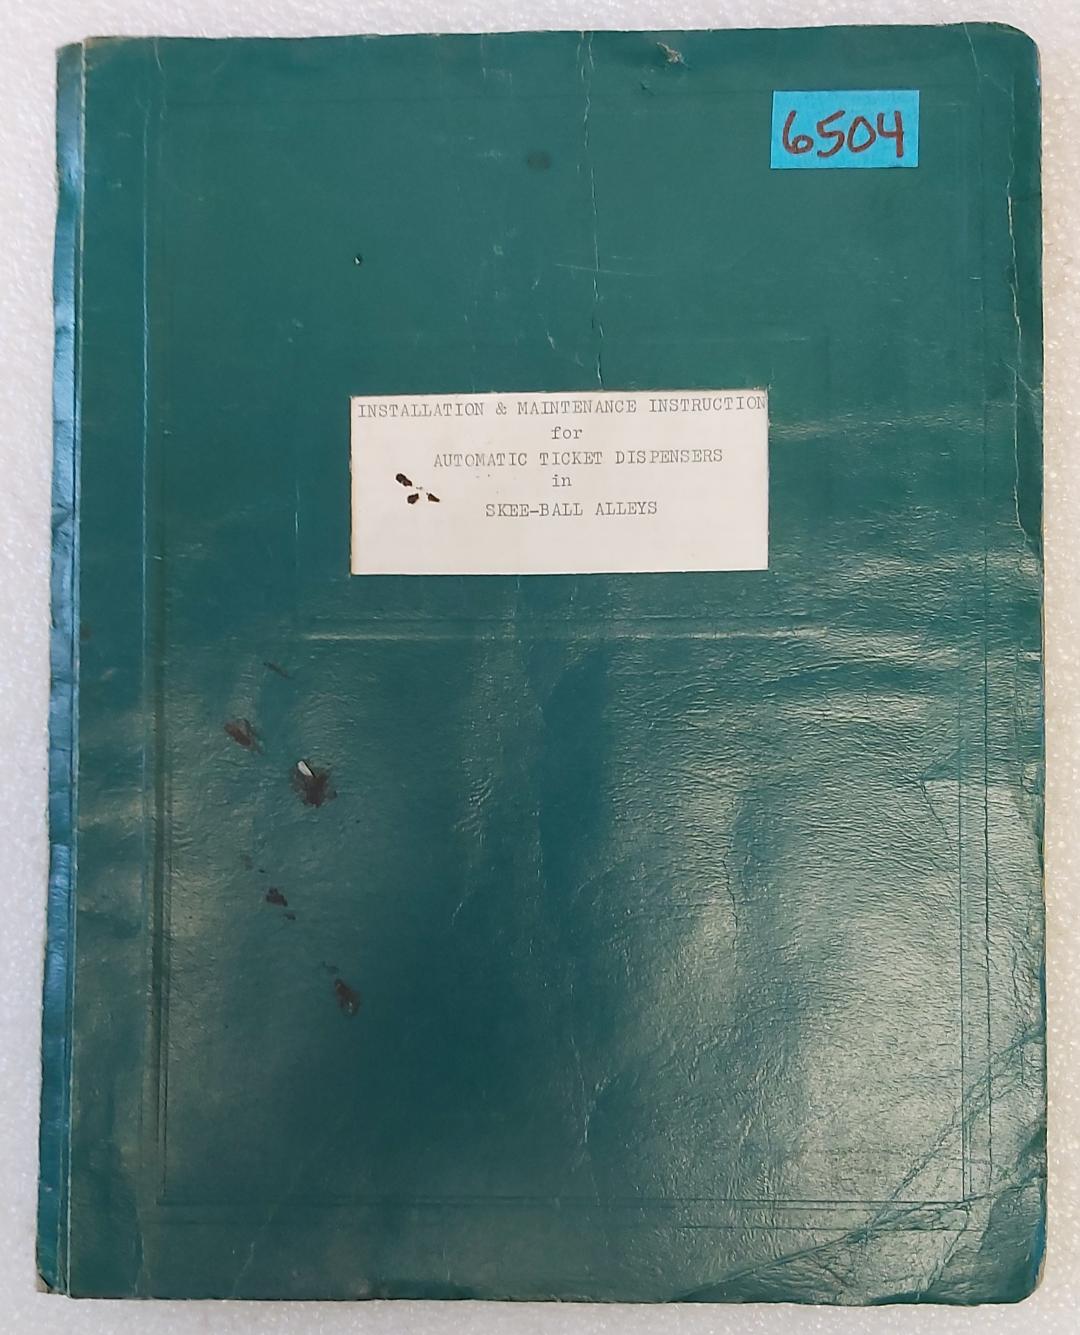 6504
INSTALLATION & MAINTENANCE INSTRUCTION
for
AUTOMATIC TICKET DISPENSERS
in
SKEE-BALL ALLEYS